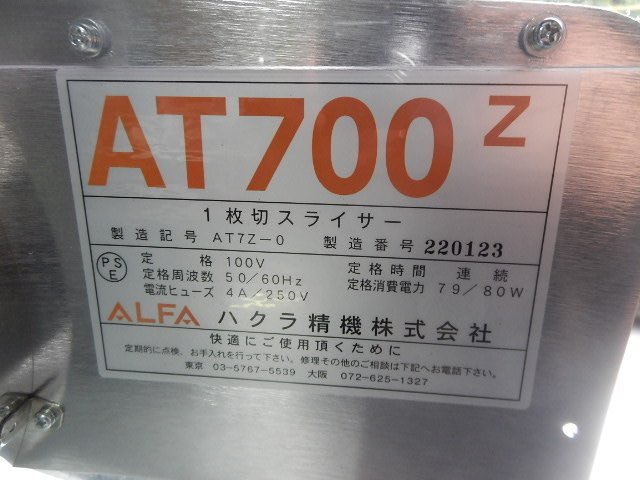 AT700 Z
1枚切スライサー
製造記号 AT7Z-0 製造番号 220123
PSE 定格 100V 定格時間 連続
定格周波数 50/60Hz 定格消費電力 79/80W
電流ヒューズ 4A/250V
ALFA ハクラ精機株式会社
快適にご使用頂くために
定期的に点検、お手入れを行って下さい。修理その他のご相談は下記へお電話下さい。
東京 03-5767-5539 大阪 072-625-1327